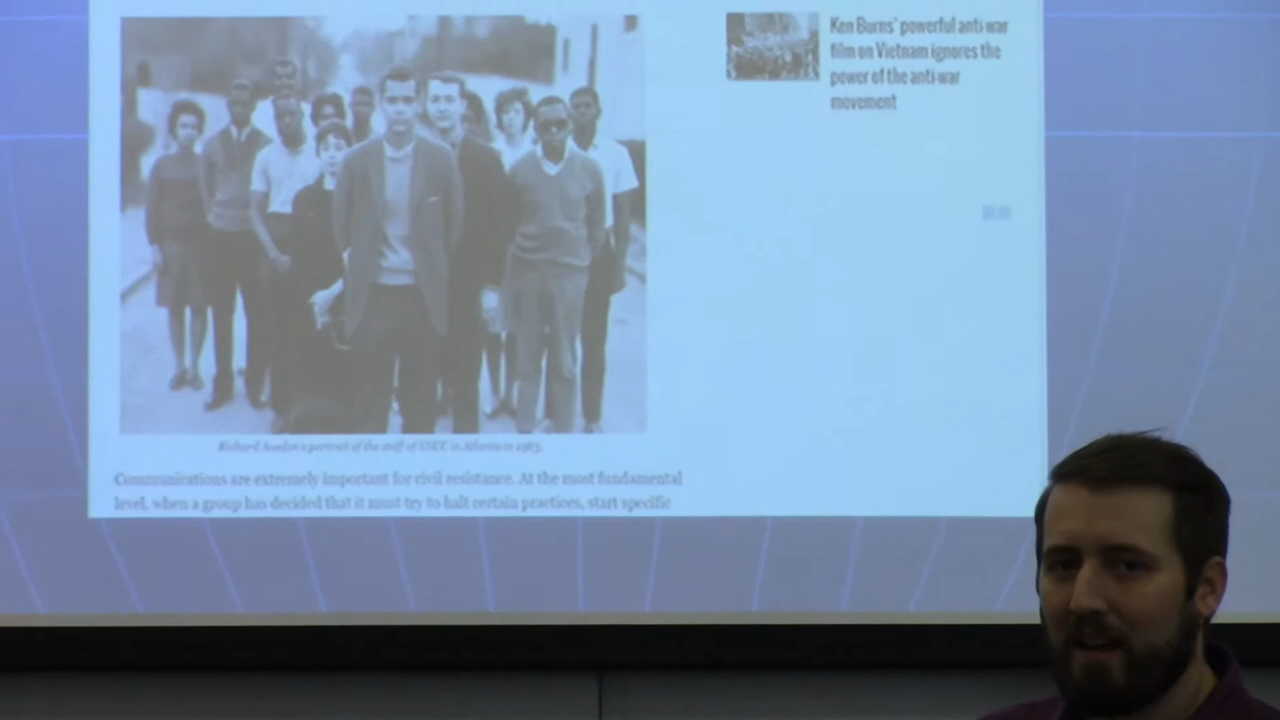 Ken Burns' powerful anti-war
film on Vietnam ignores the
power of the anti-war
movement
Richard Avedon's portrait of the staff of SNCC in Atlanta in 1963.
Communications are extremely important for civil resistance. At the most fundamental
level, when a group has decided that it must try to halt certain practices, start specific